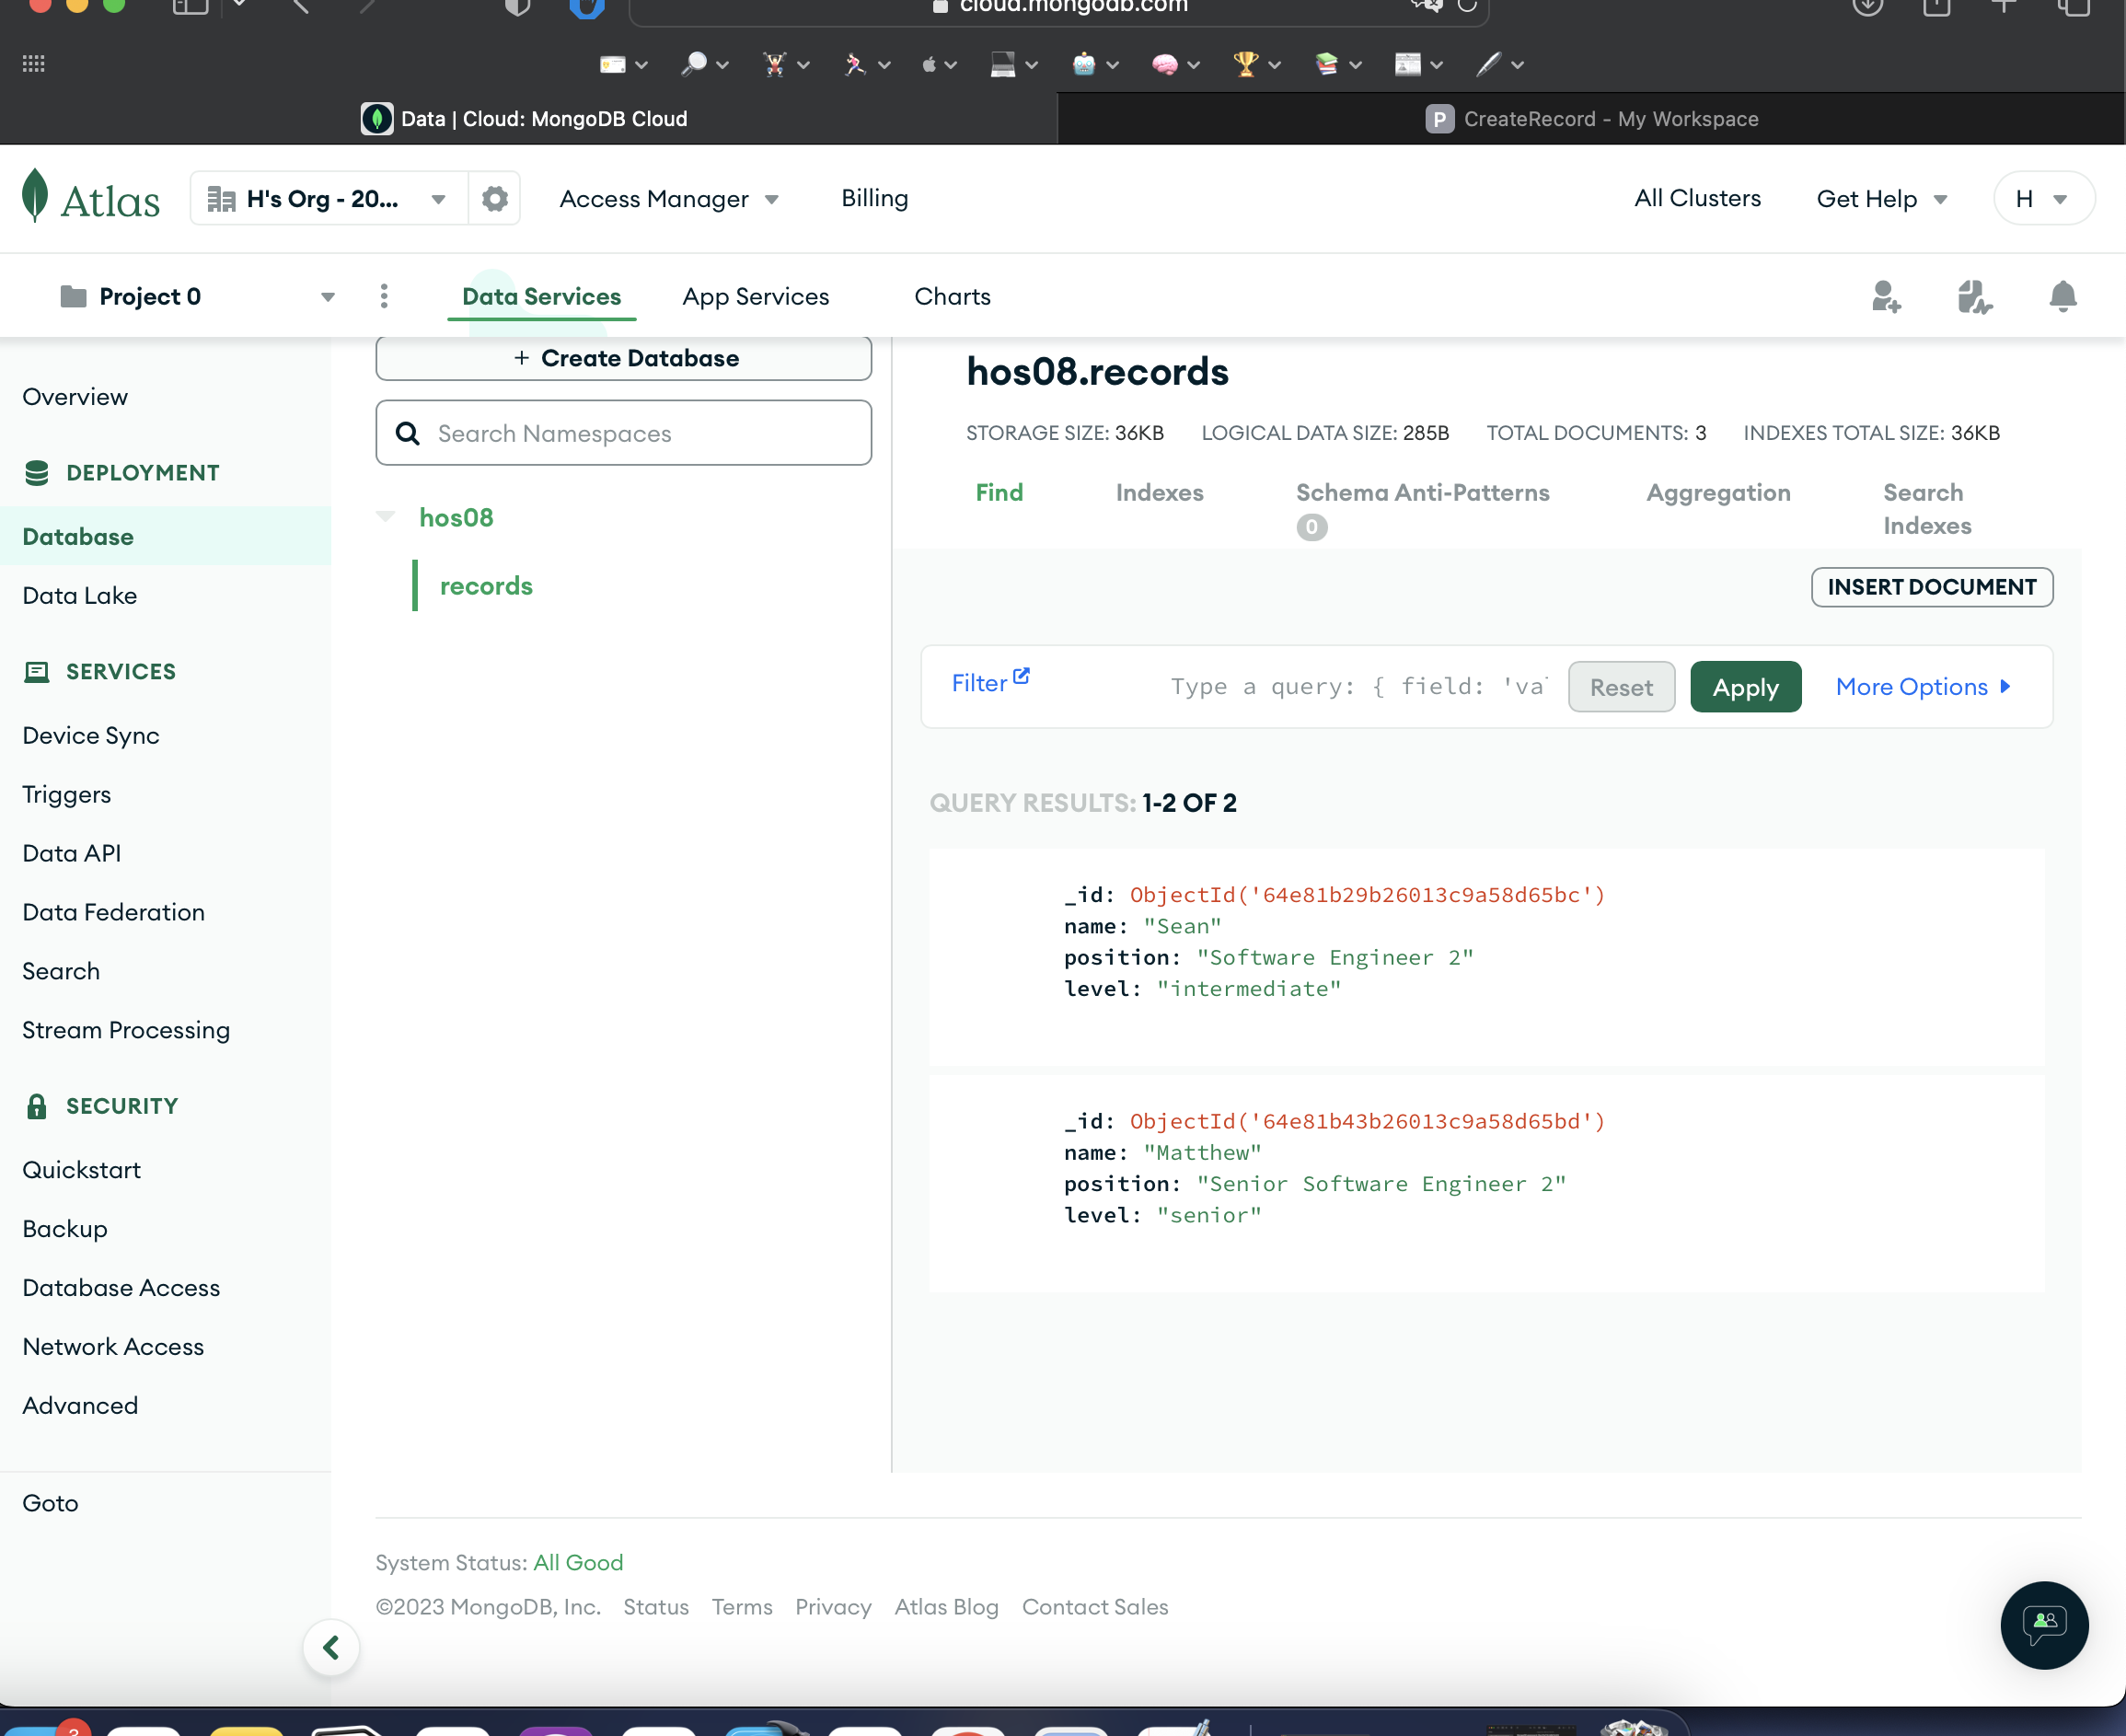 cloud.mongodb.com
Data | Cloud: MongoDB Cloud
P CreateRecord - My Workspace
Atlas
H's Org - 20...
Access Manager
Billing
All Clusters
Get Help
H
Project 0
Data Services
App Services
Charts
Overview
DEPLOYMENT
Database
Data Lake
SERVICES
Device Sync
Triggers
Data API
Data Federation
Search
Stream Processing
SECURITY
Quickstart
Backup
Database Access
Network Access
Advanced
Goto
+ Create Database
Search Namespaces
hos08
records
hos08.records
STORAGE SIZE: 36KB LOGICAL DATA SIZE: 285B TOTAL DOCUMENTS: 3 INDEXES TOTAL SIZE: 36KB
Find
Indexes
Schema Anti-Patterns
0
Aggregation
Search
Indexes
INSERT DOCUMENT
Filter
Type a query: { field: 'va
Reset
Apply
More Options
QUERY RESULTS: 1-2 OF 2
_id: ObjectId('64e81b29b26013c9a58d65bc')
name: "Sean"
position: "Software Engineer 2"
level: "intermediate"
_id: ObjectId('64e81b43b26013c9a58d65bd')
name: "Matthew"
position: "Senior Software Engineer 2"
level: "senior"
System Status: All Good
©2023 MongoDB, Inc. Status Terms Privacy Atlas Blog Contact Sales
3